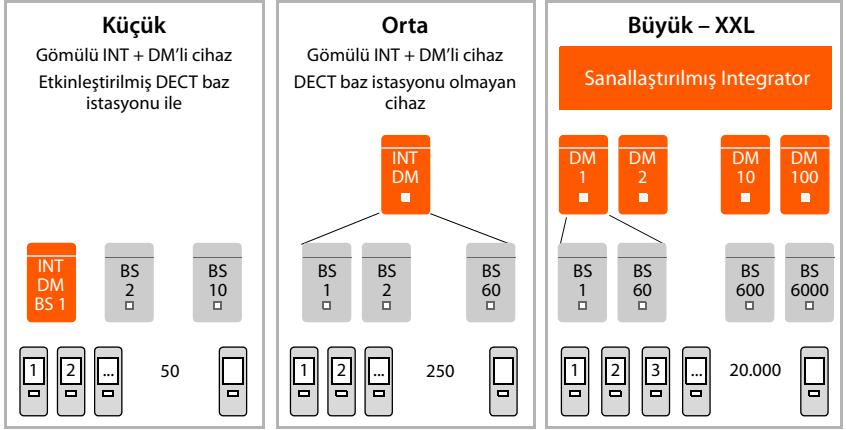 Küçük
Gömülü INT + DM’li cihaz
Etkinleştirilmiş DECT baz
istasyonu ile
INT
DM
BS 1
BS
2
BS
10
1
2
...
50
Orta
Gömülü INT + DM’li cihaz
DECT baz istasyonu olmayan
cihaz
INT
DM
BS
1
BS
2
BS
60
1
2
...
250
Büyük – XXL
Sanallaştırılmış Integrator
DM
1
DM
2
DM
10
DM
100
BS
1
BS
60
BS
600
BS
6000
1
2
3
...
20.000